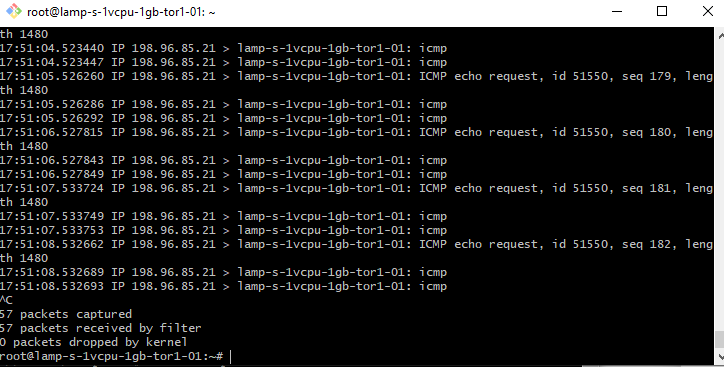 root@lamp-s-1vcpu-1gb-tor1-01: ~
th 1480
17:51:04.523440 IP 198.96.85.21 > lamp-s-1vcpu-1gb-tor1-01: icmp
17:51:04.523447 IP 198.96.85.21 > lamp-s-1vcpu-1gb-tor1-01: icmp
17:51:05.526260 IP 198.96.85.21 > lamp-s-1vcpu-1gb-tor1-01: ICMP echo request, id 51550, seq 179, leng
th 1480
17:51:05.526286 IP 198.96.85.21 > lamp-s-1vcpu-1gb-tor1-01: icmp
17:51:05.526292 IP 198.96.85.21 > lamp-s-1vcpu-1gb-tor1-01: icmp
17:51:06.527815 IP 198.96.85.21 > lamp-s-1vcpu-1gb-tor1-01: ICMP echo request, id 51550, seq 180, leng
th 1480
17:51:06.527843 IP 198.96.85.21 > lamp-s-1vcpu-1gb-tor1-01: icmp
17:51:06.527849 IP 198.96.85.21 > lamp-s-1vcpu-1gb-tor1-01: icmp
17:51:07.533724 IP 198.96.85.21 > lamp-s-1vcpu-1gb-tor1-01: ICMP echo request, id 51550, seq 181, leng
th 1480
17:51:07.533749 IP 198.96.85.21 > lamp-s-1vcpu-1gb-tor1-01: icmp
17:51:07.533753 IP 198.96.85.21 > lamp-s-1vcpu-1gb-tor1-01: icmp
17:51:08.532662 IP 198.96.85.21 > lamp-s-1vcpu-1gb-tor1-01: ICMP echo request, id 51550, seq 182, leng
th 1480
17:51:08.532689 IP 198.96.85.21 > lamp-s-1vcpu-1gb-tor1-01: icmp
17:51:08.532693 IP 198.96.85.21 > lamp-s-1vcpu-1gb-tor1-01: icmp
^C
57 packets captured
57 packets received by filter
0 packets dropped by kernel
root@lamp-s-1vcpu-1gb-tor1-01:~#